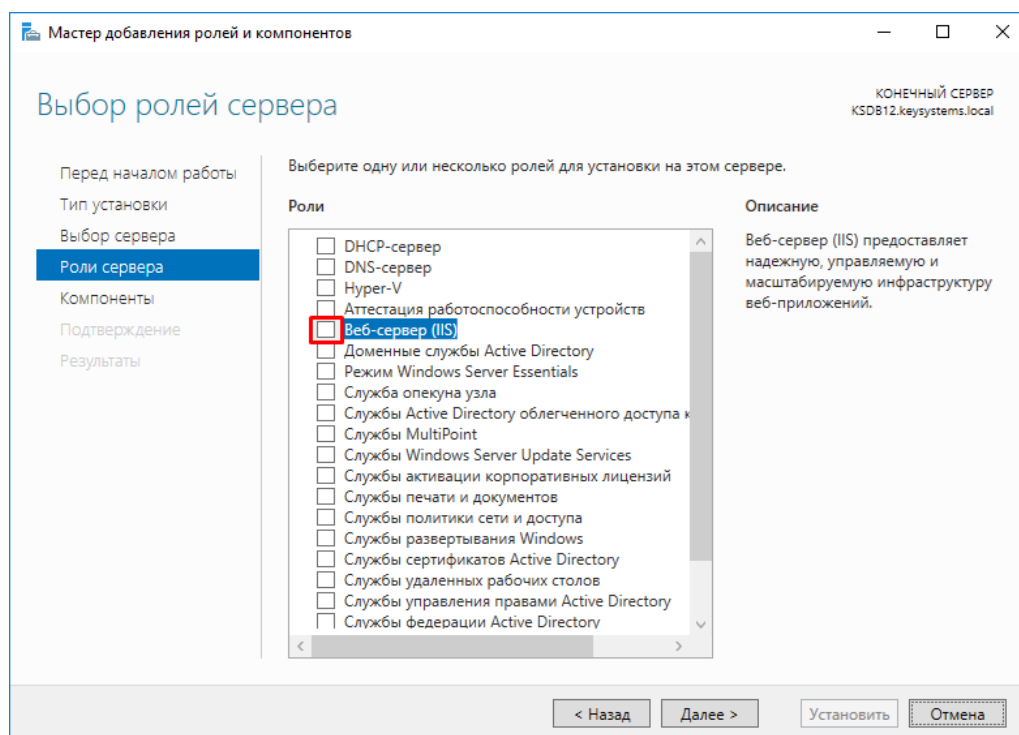 Мастер добавления ролей и компонентов
Выбор ролей сервера
КОНЕЧНЫЙ СЕРВЕР
KSDB12.keysystems.local
Перед началом работы
Тип установки
Выбор сервера
Роли сервера
Компоненты
Подтверждение
Результаты
Выберите одну или несколько ролей для установки на этом сервере.
Роли
DHCP-сервер
DNS-сервер
Hyper-V
Аттестация работоспособности устройств
Веб-сервер (IIS)
Доменные службы Active Directory
Режим Windows Server Essentials
Служба опекуна узла
Службы Active Directory облегченного доступа к
Службы MultiPoint
Службы Windows Server Update Services
Службы активации корпоративных лицензий
Службы печати и документов
Службы политики сети и доступа
Службы развертывания Windows
Службы сертификатов Active Directory
Службы удаленных рабочих столов
Службы управления правами Active Directory
Службы федерации Active Directory
Описание
Веб-сервер (IIS) предоставляет
надежную, управляемую и
масштабируемую инфраструктуру
веб-приложений.
< Назад
Далее >
Установить
Отмена